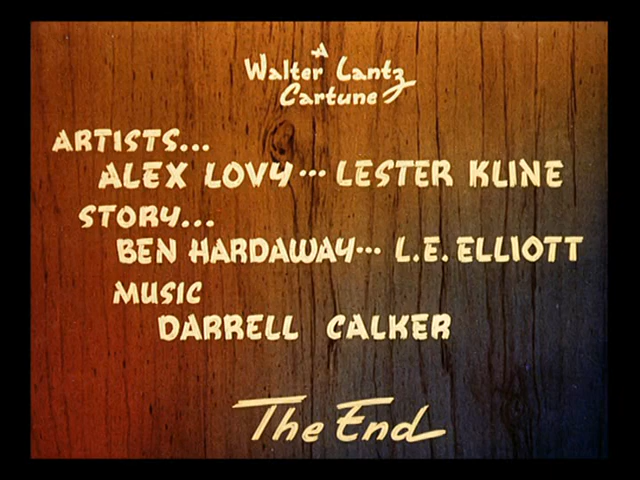 A
Walter Lantz
Cartune
ARTISTS...
ALEX LOVY... LESTER KLINE
STORY...
BEN HARDAWAY... L.E. ELLIOTT
MUSIC
DARRELL CALKER
The End